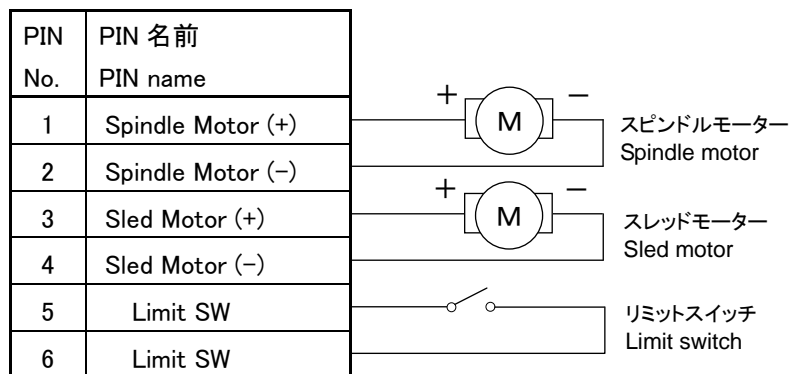 PIN PIN 名前
No. PIN name
1 Spindle Motor (+)
2 Spindle Motor (-)
3 Sled Motor (+)
4 Sled Motor (-)
5 Limit SW
6 Limit SW
+ M −
スピンドルモーター
Spindle motor
+ M −
スレッドモーター
Sled motor
リミットスイッチ
Limit switch